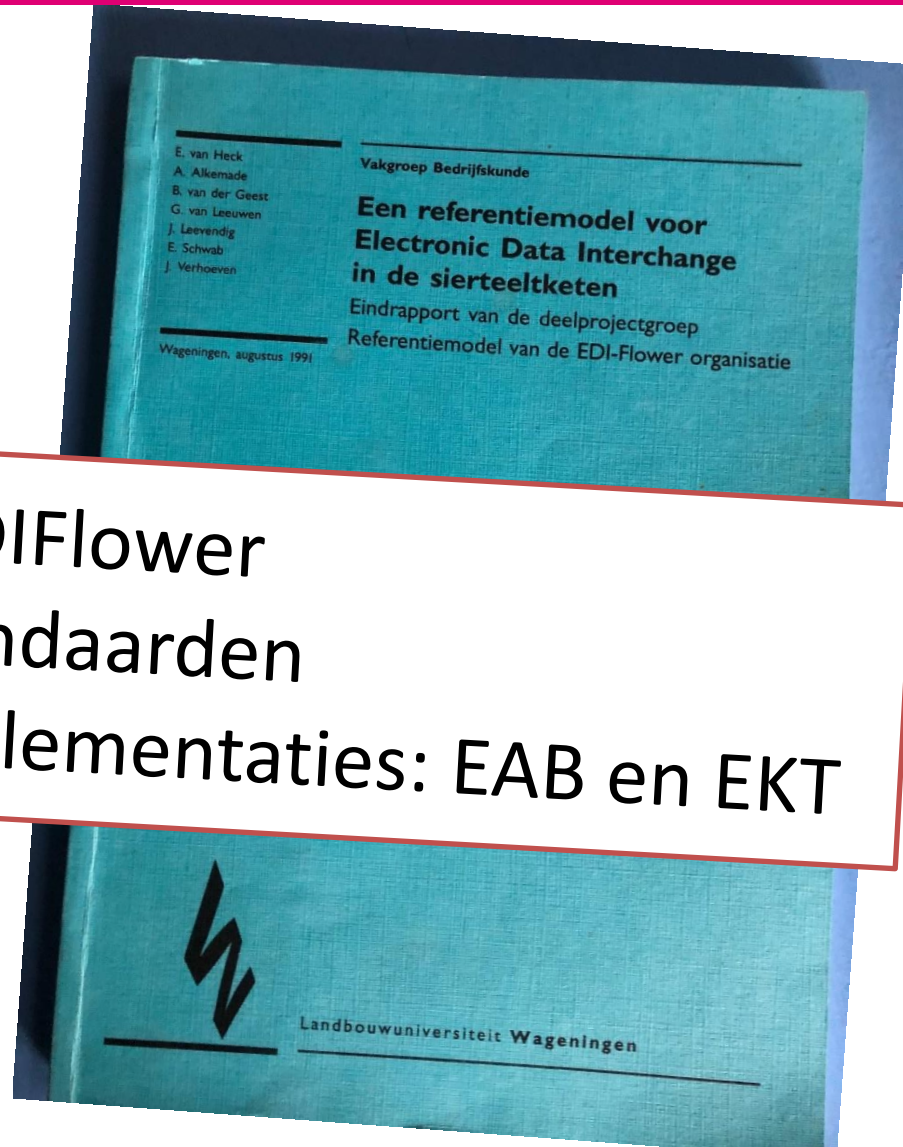 E. van Heck
A. Alkemade
B. van der Geest
G. van Leeuwen
J. Leevendig
E. Schwab
J. Verhoeven
Wageningen, augustus 1991
Vakgroep Bedrijfskunde
Een referentiemodel voor
Electronic Data Interchange
in de sierteeltketen
Eindrapport van de deelprojectgroep
Referentiemodel van de EDI-Flower organisatie
DIFlower
ndaarden
lementaties: EAB en EKT
Landbouwuniversiteit Wageningen